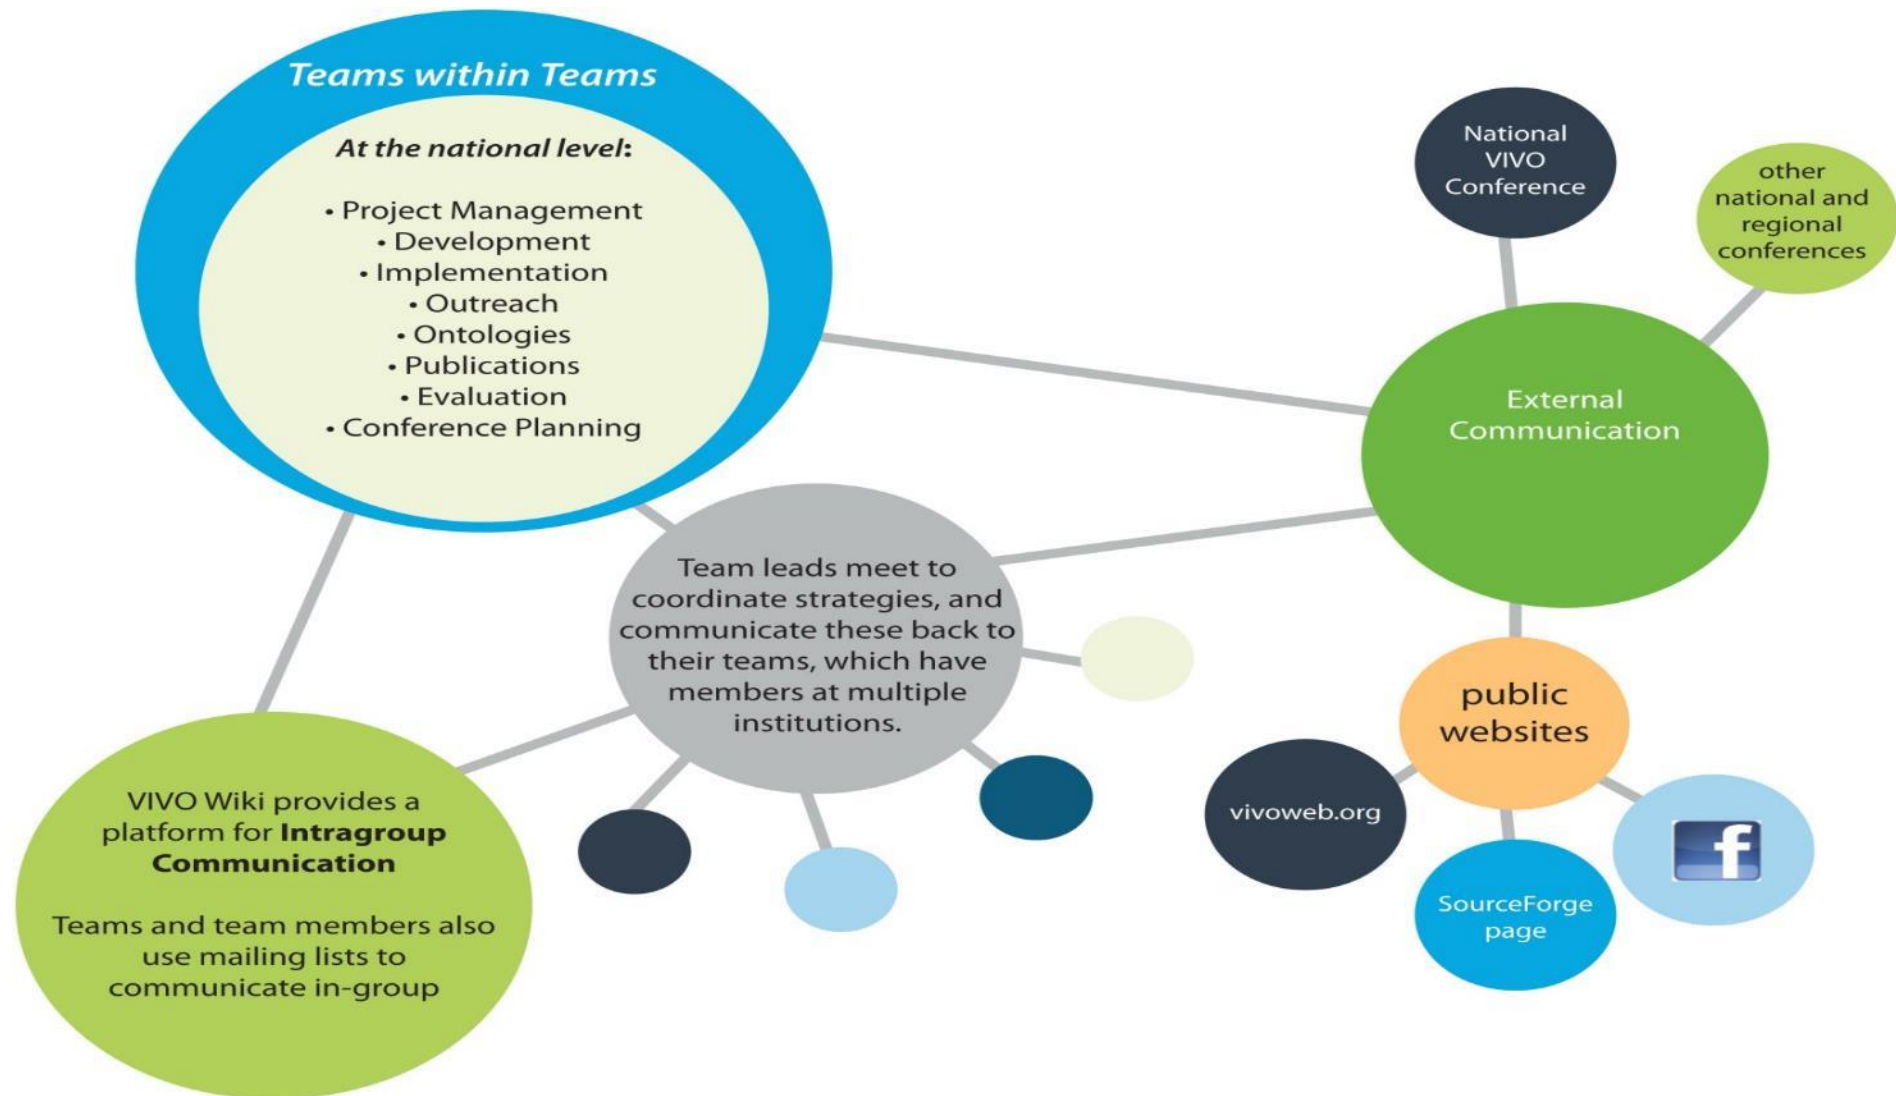 Teams within Teams
At the national level:
• Project Management
• Development
• Implementation
• Outreach
• Ontologies
• Publications
• Evaluation
• Conference Planning
National
VIVO
Conference
other
national and
regional
conferences
External
Communication
Team leads meet to
coordinate strategies, and
communicate these back to
their teams, which have
members at multiple
institutions.
public
websites
vivoweb.org
SourceForge
page
f
VIVO Wiki provides a
platform for Intragroup
Communication
Teams and team members also
use mailing lists to
communicate in-group